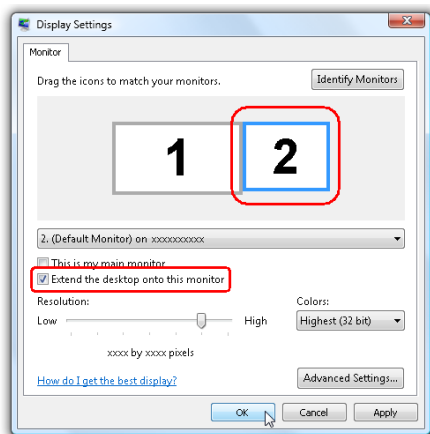 Display Settings
Monitor
Drag the icons to match your monitors.
Identify Monitors
1
2
2. (Default Monitor) on xxxxxxxxxx
This is my main monitor
Extend the desktop onto this monitor
Resolution:
Colors:
Low
High
Highest (32 bit)
xxxx by xxxx pixels
How do I get the best display?
Advanced Settings...
OK
Cancel
Apply